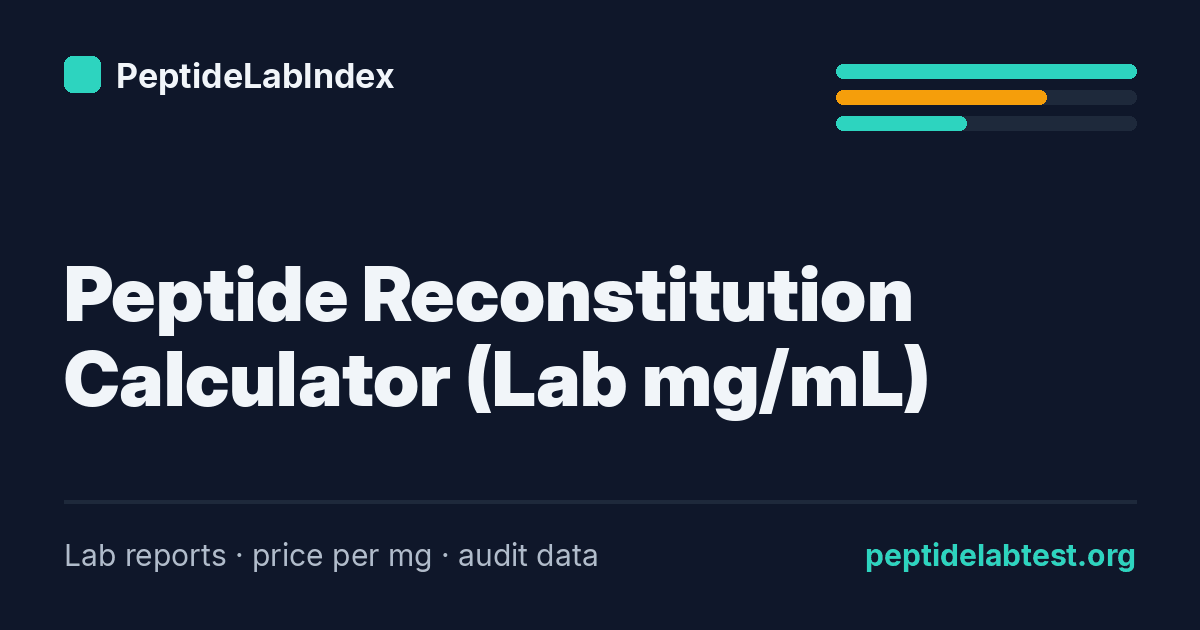 PeptideLabIndex
Peptide Reconstitution
Calculator (Lab mg/mL)
Lab reports · price per mg · audit data
peptidelabtest.org